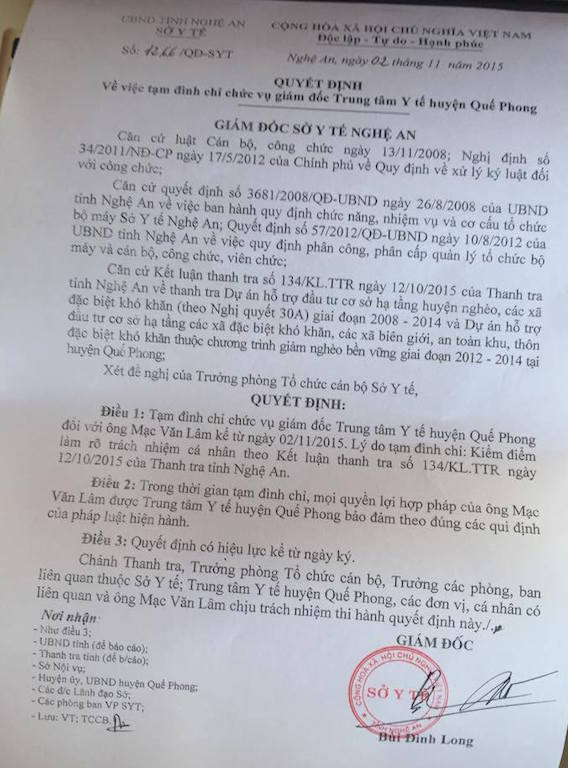 UBND TỈNH NGHỆ AN
SỞ Y TẾ
Số: 1266/QĐ-SYT
CỘNG HÒA XÃ HỘI CHỦ NGHĨA VIỆT NAM
Độc lập - Tự do - Hạnh phúc
Nghệ An, ngày 02 tháng 11 năm 2015
QUYẾT ĐỊNH
Về việc tạm đình chỉ chức vụ giám đốc Trung tâm Y tế huyện Quế Phong
GIÁM ĐỐC SỞ Y TẾ NGHỆ AN
Căn cứ luật Cán bộ, công chức ngày 13/11/2008; Nghị định số
34/2011/NĐ-CP ngày 17/5/2012 của Chính phủ về Quy định về xử lý kỷ luật đối
với công chức;
Căn cứ quyết định số 3681/2008/QĐ-UBND ngày 26/8/2008 của UBND
tỉnh Nghệ An về việc ban hành quy định chức năng, nhiệm vụ và cơ cấu tổ chức
bộ máy Sở Y tế Nghệ An; Quyết định số 57/2012/QĐ-UBND ngày 10/8/2012 của
UBND tỉnh Nghệ An về việc quy định phân công, phân cấp quản lý tổ chức bộ
máy và cán bộ, công chức, viên chức;
Căn cứ Kết luận thanh tra số 134/KL.TTR ngày 12/10/2015 của Thanh tra
tỉnh Nghệ An về thanh tra Dự án hỗ trợ đầu tư cơ sở hạ tầng huyện nghèo, các xã
đặc biệt khó khăn (theo Nghị quyết 30A) giai đoạn 2008 - 2014 và Dự án hỗ trợ
đầu tư cơ sở hạ tầng các xã đặc biệt khó khăn, các xã biên giới, an toàn khu, thôn
đặc biệt khó khăn thuộc chương trình giảm nghèo bền vững giai đoạn 2012 - 2014 tại
huyện Quế Phong;
Xét đề nghị của Trưởng phòng Tổ chức cán bộ Sở Y tế,
QUYẾT ĐỊNH:
Điều 1: Tạm đình chỉ chức vụ giám đốc Trung tâm Y tế huyện Quế Phong
đối với ông Mạc Văn Lâm kể từ ngày 02/11/2015. Lý do tạm đình chỉ: Kiểm điểm
làm rõ trách nhiệm cá nhân theo Kết luận thanh tra số 134/KL.TTR ngày
12/10/2015 của Thanh tra tỉnh Nghệ An.
Điều 2: Trong thời gian tạm đình chỉ, mọi quyền lợi hợp pháp của ông Mạc
Văn Lâm được Trung tâm Y tế huyện Quế Phong bảo đảm theo đúng các qui định
của pháp luật hiện hành.
Điều 3: Quyết định có hiệu lực kể từ ngày ký.
Chánh Thanh tra, Trưởng phòng Tổ chức cán bộ, Trưởng các phòng, ban
liên quan thuộc Sở Y tế; Trung tâm Y tế huyện Quế Phong, các đơn vị, cá nhân có
liên quan và ông Mạc Văn Lâm chịu trách nhiệm thi hành quyết định này./.
Nơi nhận:
- Như điều 3;
- UBND tỉnh (để báo cáo);
- Thanh tra tỉnh (để b/cáo);
- Sở Nội vụ;
- Huyện ủy, UBND huyện Quế Phong;
- Các đ/c Lãnh đạo Sở;
- Các phòng ban VP SYT;
- Lưu: VT; TCCB.
GIÁM ĐỐC
CỘNG HÒA XÃ HỘI CHỦ NGHĨA VIỆT NAM
SỞ Y TẾ
TỈNH NGHỆ AN
Bùi Đình Long